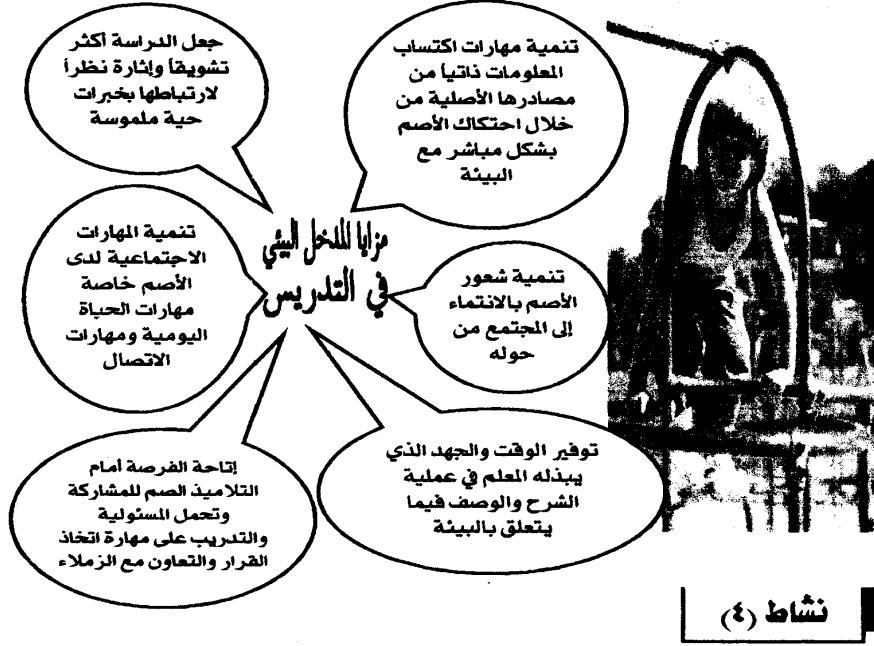 تنمية مهارات اكتساب
المعلومات ذاتياً من
مصادرها الأصلية من
خلال احتكاك الأصم
بشكل مباشر مع
البيئة
جعل الدراسة أكثر
تشويقاً وإثارة نظراً
لارتباطها بخبرات
حية ملموسة
مزايا المدخل البيئي
في التدريس
تنمية شعور
الأصم بالانتماء
إلى المجتمع من
حوله
تنمية المهارات
الاجتماعية لدى
الأصم خاصة
مهارات الحياة
اليومية ومهارات
الاتصال
توفير الوقت والجهد الذي
يبذله المعلم في عملية
الشرح والوصف فيما
يتعلق بالبيئة
إتاحة الفرصة أمام
التلاميذ الصم للمشاركة
وتحمل المسئولية
والتدريب على مهارة اتخاذ
القرار والتعاون مع الزملاء
نشاط (٤)